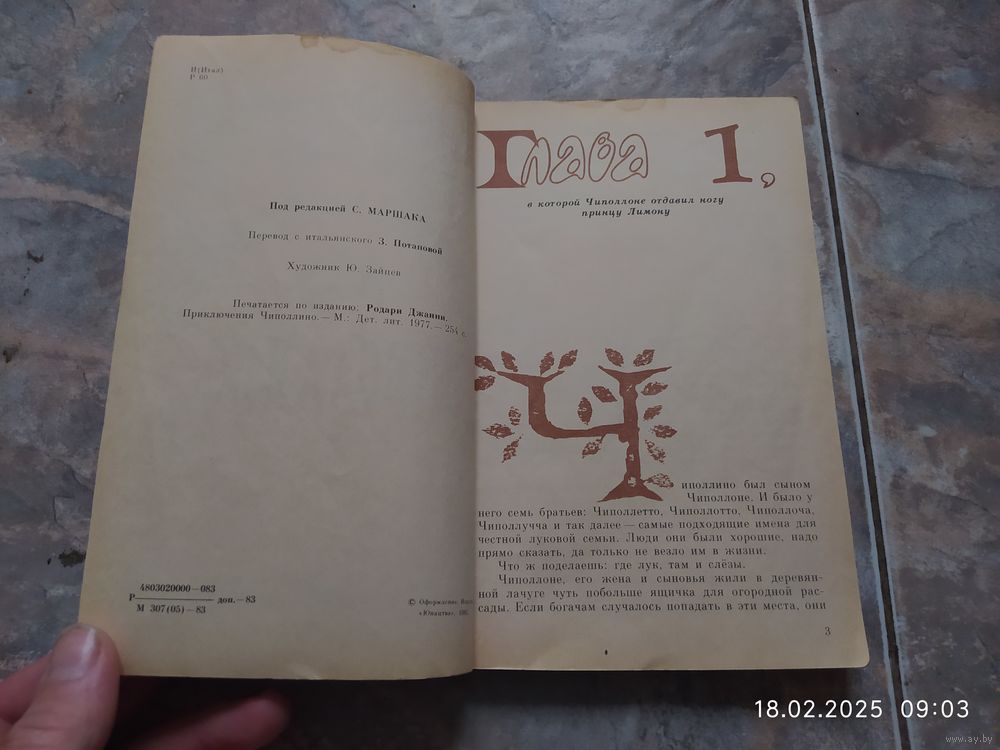 И(Итал)
Р 60
Под редакцией С. МАРШАКА
Перевод с итальянского З. Потаповой
Художник Ю. Зайцев
Печатается по изданию: Родари Джанни.
Приключения Чиполлино. — М.: Дет. лит. 1977. — 254 с.
4803020000—083
Р доп.—83
М 307(05)—83
© Оформление
«Юнацтва»,
Глава 1,
в которой Чиполлоне отдавил ногу
принцу Лимону
Чиполлино был сыном
Чиполлоне. И было у
него семь братьев: Чиполлетто, Чиполлотто, Чиполлоча,
Чиполлучча и так далее — самые подходящие имена для
честной луковой семьи. Люди они были хорошие, надо
прямо сказать, да только не везло им в жизни.
Что ж поделаешь: где лук, там и слёзы.
Чиполлоне, его жена и сыновья жили в деревян-
ной лачуге чуть побольше ящичка для огородной рас-
сады. Если богачам случалось попадать в эти места, они
3
18.02.2025 09:03
www.ay.by